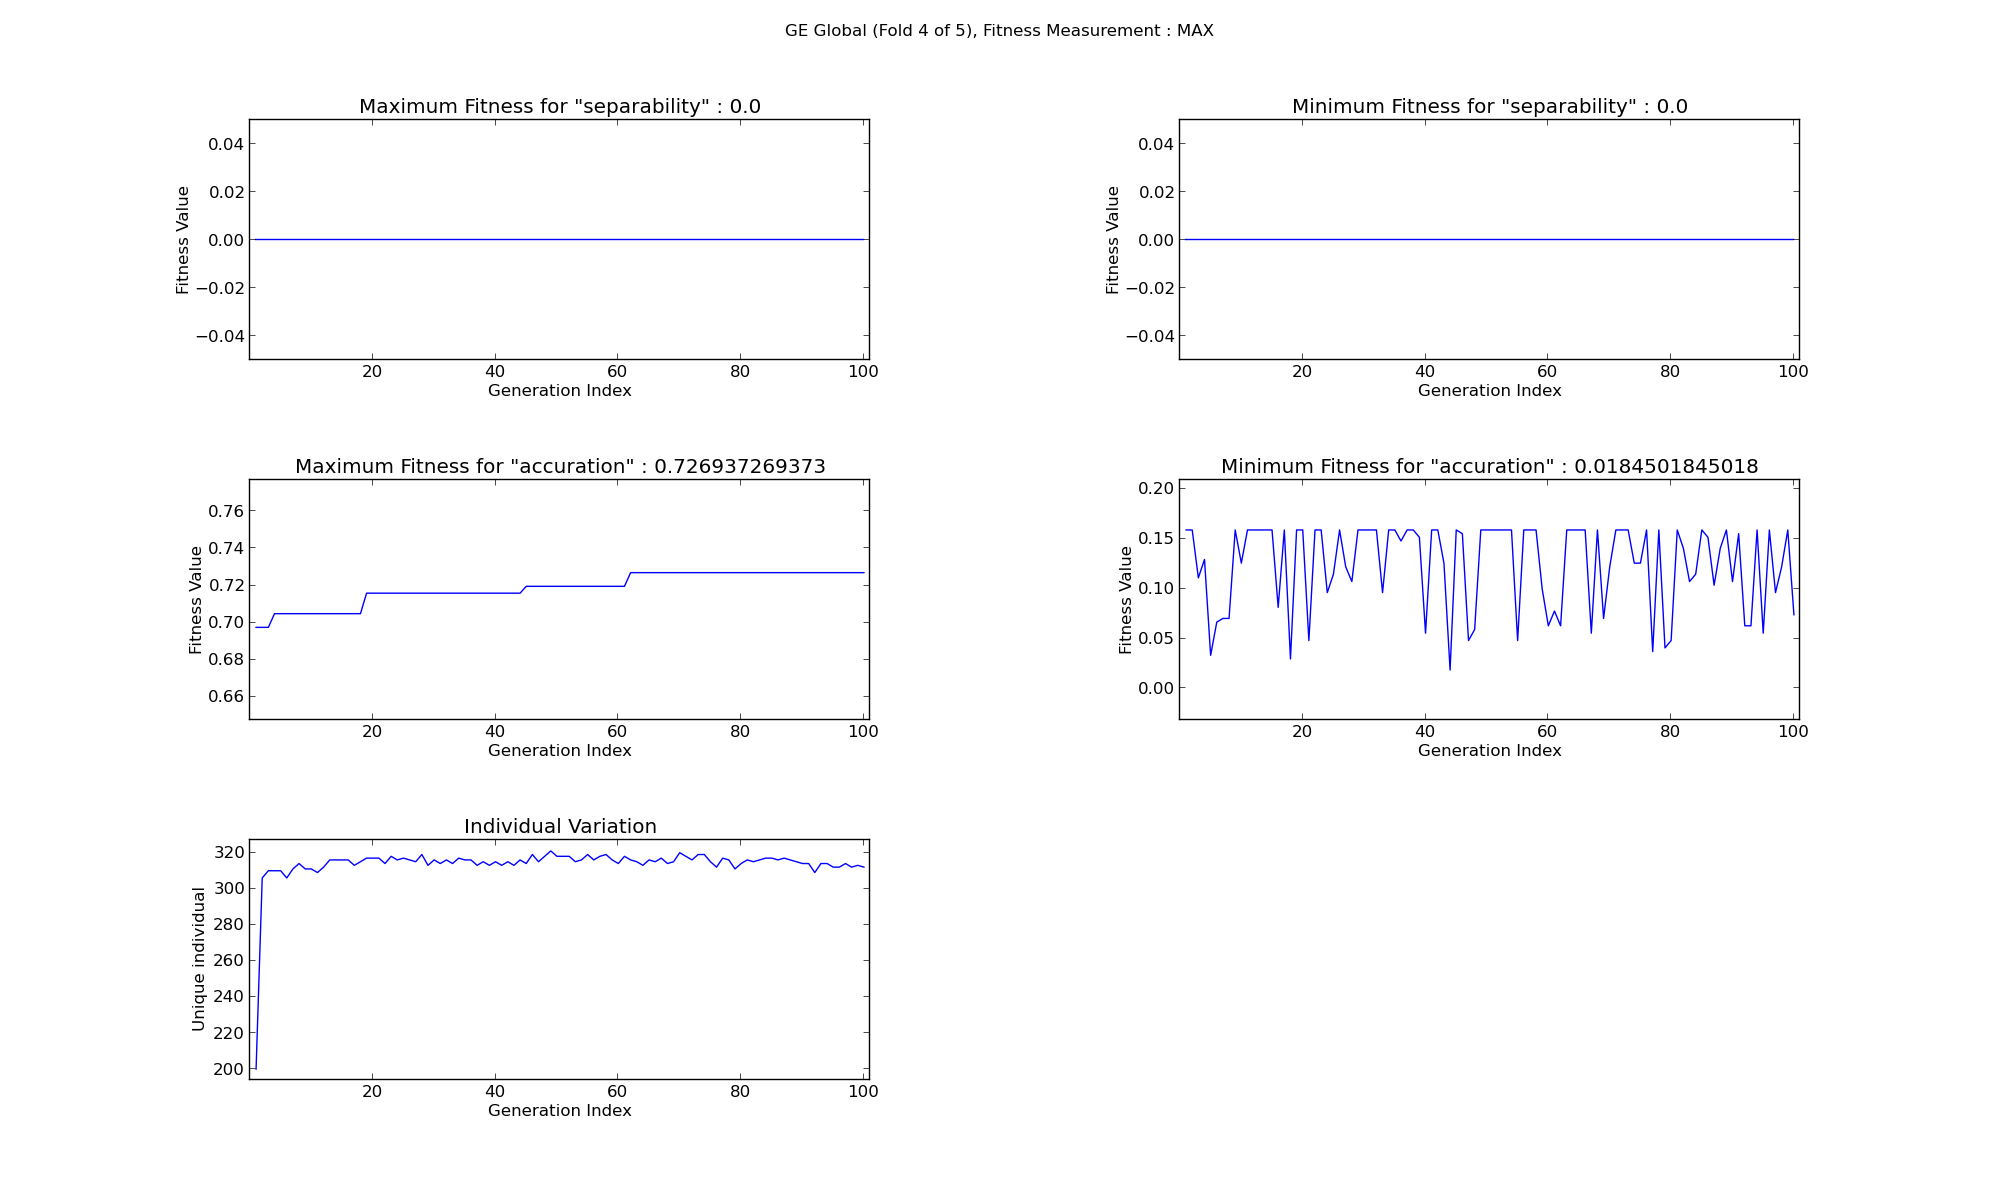 GE Global (Fold 4 of 5), Fitness Measurement : MAX
Maximum Fitness for "separability" : 0.0
Fitness Value
0.04
0.02
0.00
−0.02
−0.04
20 40 60 80 100
Generation Index
Minimum Fitness for "separability" : 0.0
Fitness Value
0.04
0.02
0.00
−0.02
−0.04
20 40 60 80 100
Generation Index
Maximum Fitness for "accuration" : 0.726937269373
Fitness Value
0.76
0.74
0.72
0.70
0.68
0.66
20 40 60 80 100
Generation Index
Minimum Fitness for "accuration" : 0.0184501845018
Fitness Value
0.20
0.15
0.10
0.05
0.00
20 40 60 80 100
Generation Index
Individual Variation
Unique individual
320
300
280
260
240
220
200
20 40 60 80 100
Generation Index